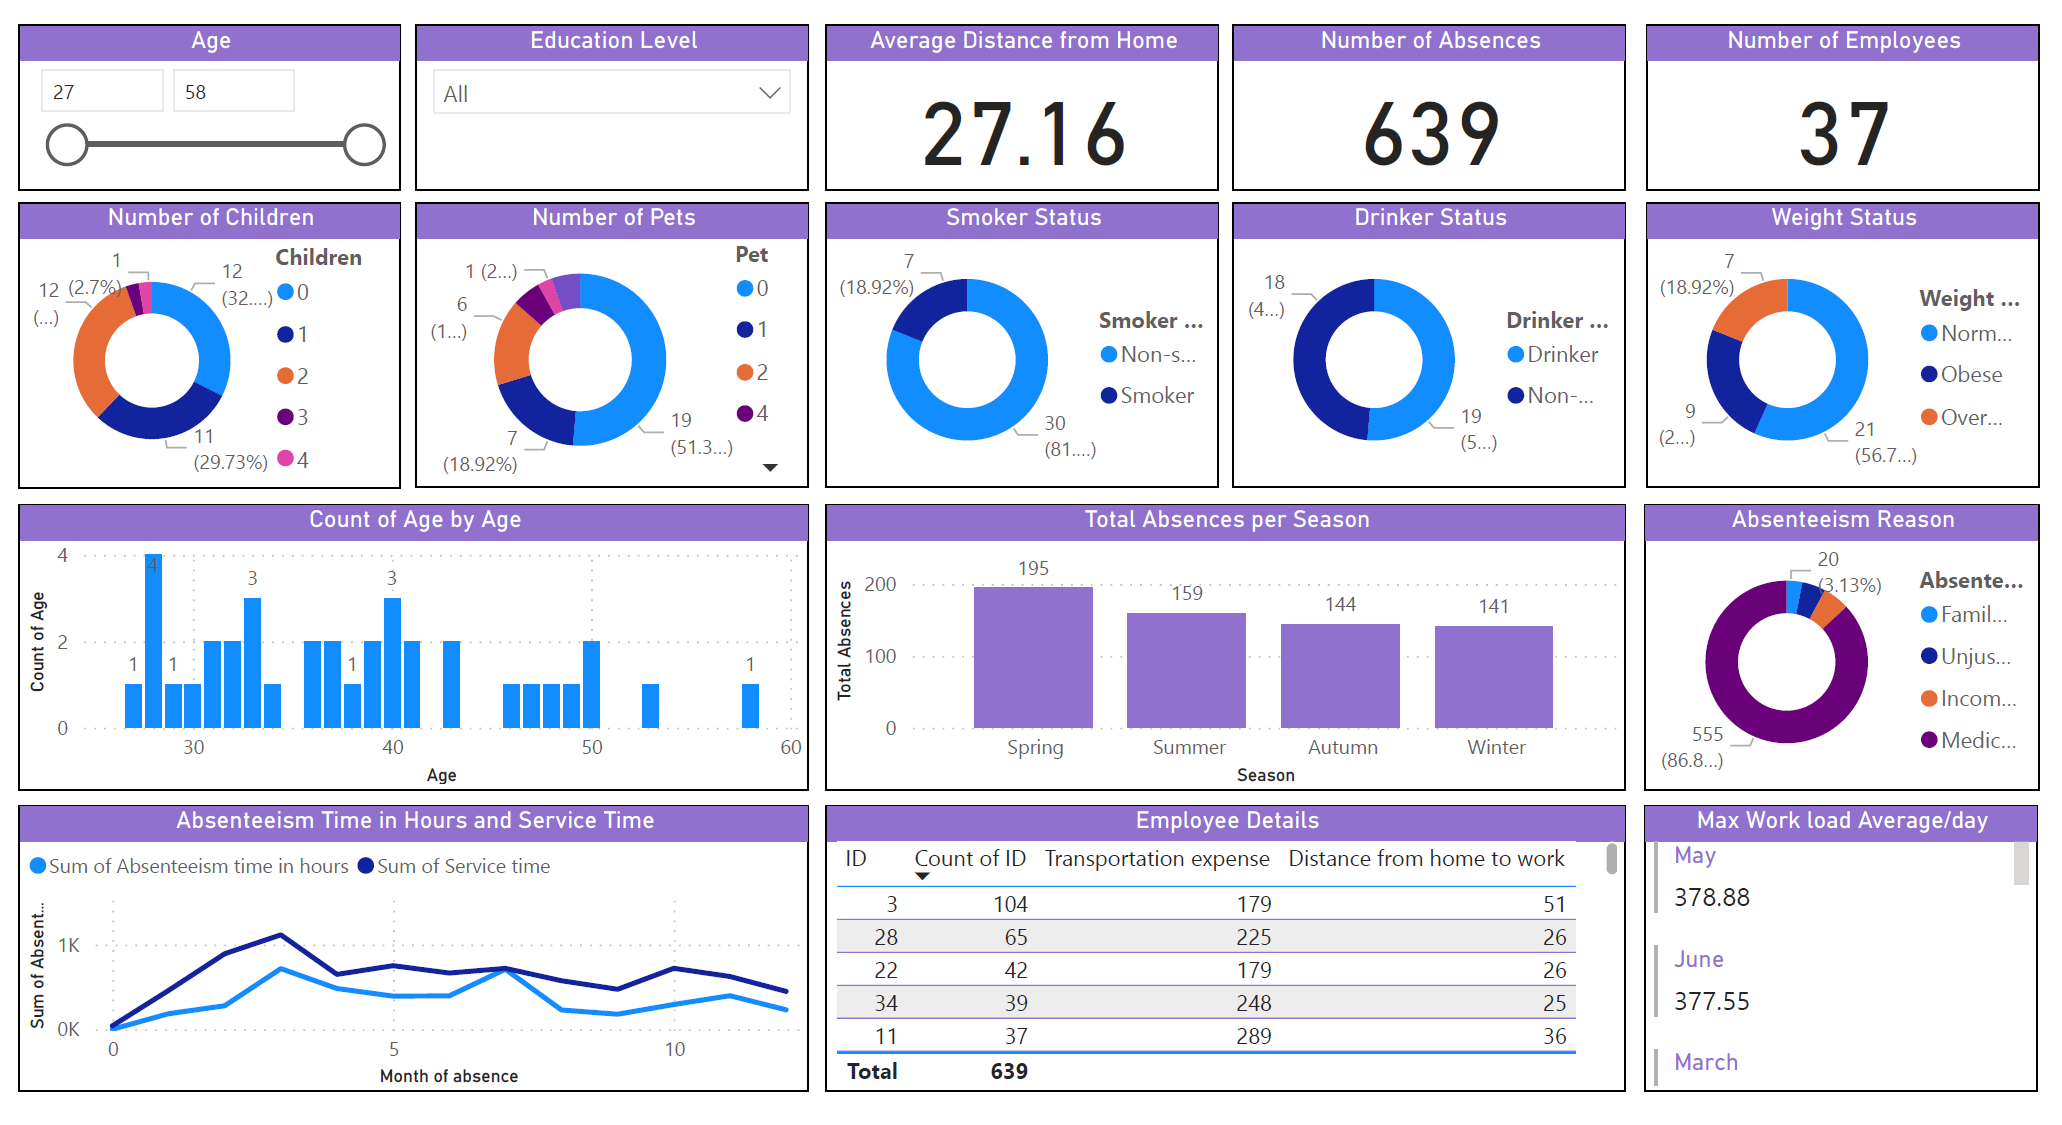 Age
27 58
Education Level
All
Average Distance from Home
27.16
Number of Absences
639
Number of Employees
37
Number of Children
1
(2.7%)
12
(32....)
12
(...)
11
(29.73%)
Children
0
1
2
3
4
Number of Pets
1 (2...)
6
(1...)
7
(18.92%)
19
(51.3...)
Pet
0
1
2
4
Smoker Status
7
(18.92%)
30
(81....)
Smoker ...
Non-s...
Smoker
Drinker Status
18
(4...)
19
(5...)
Drinker ...
Drinker
Non-...
Weight Status
7
(18.92%)
9
(2...)
21
(56.7...)
Weight ...
Norm...
Obese
Over...
Count of Age by Age
Count of Age
4
2
0
1 4 1 3 1 3 1
30 40 50 60
Age
Total Absences per Season
Total Absences
200
100
0
195 159 144 141
Spring Summer Autumn Winter
Season
Absenteeism Reason
20
(3.13%)
555
(86.8...)
Absente...
Famil...
Unjus...
Incom...
Medic...
Absenteeism Time in Hours and Service Time
Sum of Absenteeism time in hours Sum of Service time
Sum of Absent...
1K
0K
0 5 10
Month of absence
Employee Details
ID Count of ID Transportation expense Distance from home to work
3 104 179 51
28 65 225 26
22 42 179 26
34 39 248 25
11 37 289 36
Total 639
Max Work load Average/day
May
378.88
June
377.55
March